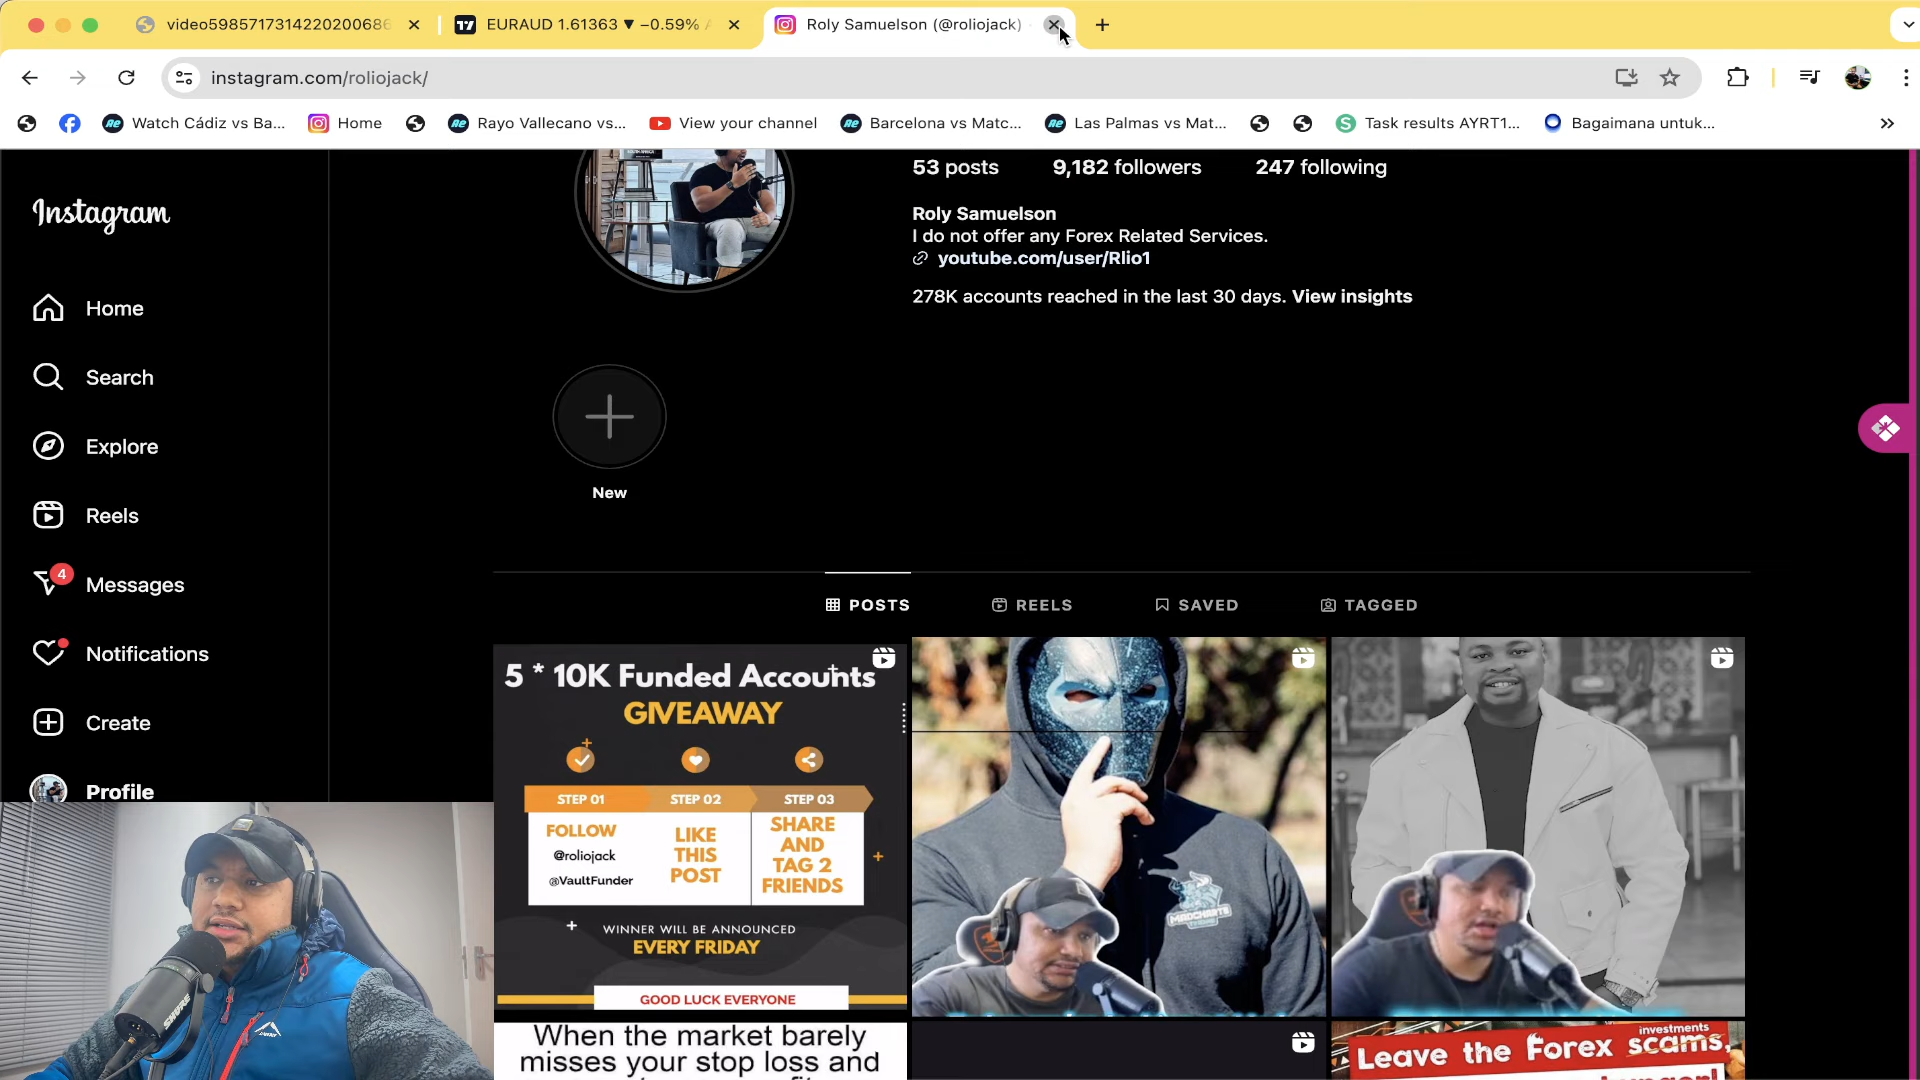 video5985717314220200686
EURAUD 1.61363 ▼ −0.59%
Roly Samuelson (@roliojack)
instagram.com/roliojack/
Watch Cádiz vs Ba...
Home
Rayo Vallecano vs...
View your channel
Barcelona vs Matc...
Las Palmas vs Mat...
Task results AYRT1...
Bagaimana untuk...
53 posts
9,182 followers
247 following
Roly Samuelson
I do not offer any Forex Related Services.
youtube.com/user/Rlio1
278K accounts reached in the last 30 days. View insights
Instagram
Home
Search
Explore
Reels
4
Messages
Notifications
Create
Profile
New
POSTS
REELS
SAVED
TAGGED
5 * 10K Funded Accounts
GIVEAWAY
STEP 01
STEP 02
STEP 03
FOLLOW
@roliojack
@VaultFunder
LIKE
THIS
POST
SHARE
AND
TAG 2
FRIENDS
WINNER WILL BE ANNOUNCED
EVERY FRIDAY
GOOD LUCK EVERYONE
When the market barely
misses your stop loss and
MADCHARTS
SHURE
investments
Leave the Forex scams,